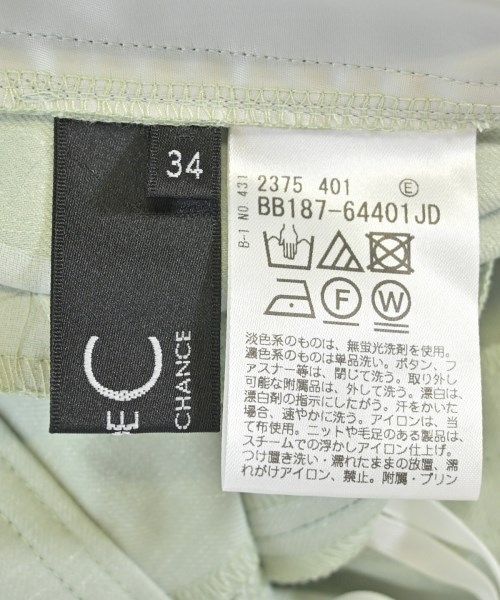 34
C
CHANCE
B-1 NO 431
2375 401 E
BB187-64401JD
F W
淡色系のものは、無蛍光洗剤を使用。
濃色系のものは単品洗い。ボタン、フ
ァスナー等は、閉じて洗う。取り外し
可能な附属品は、外して洗う。漂白は、
漂白剤の指示にしたがう。汗をかいた
場合、速やかに洗う。アイロンは、当
て布使用。ニットや毛足のある製品は、
スチームでの浮かしアイロン仕上げ。
つけ置き洗い・濡れたままの放置、濡
れがけアイロン、禁止。附属・プリン